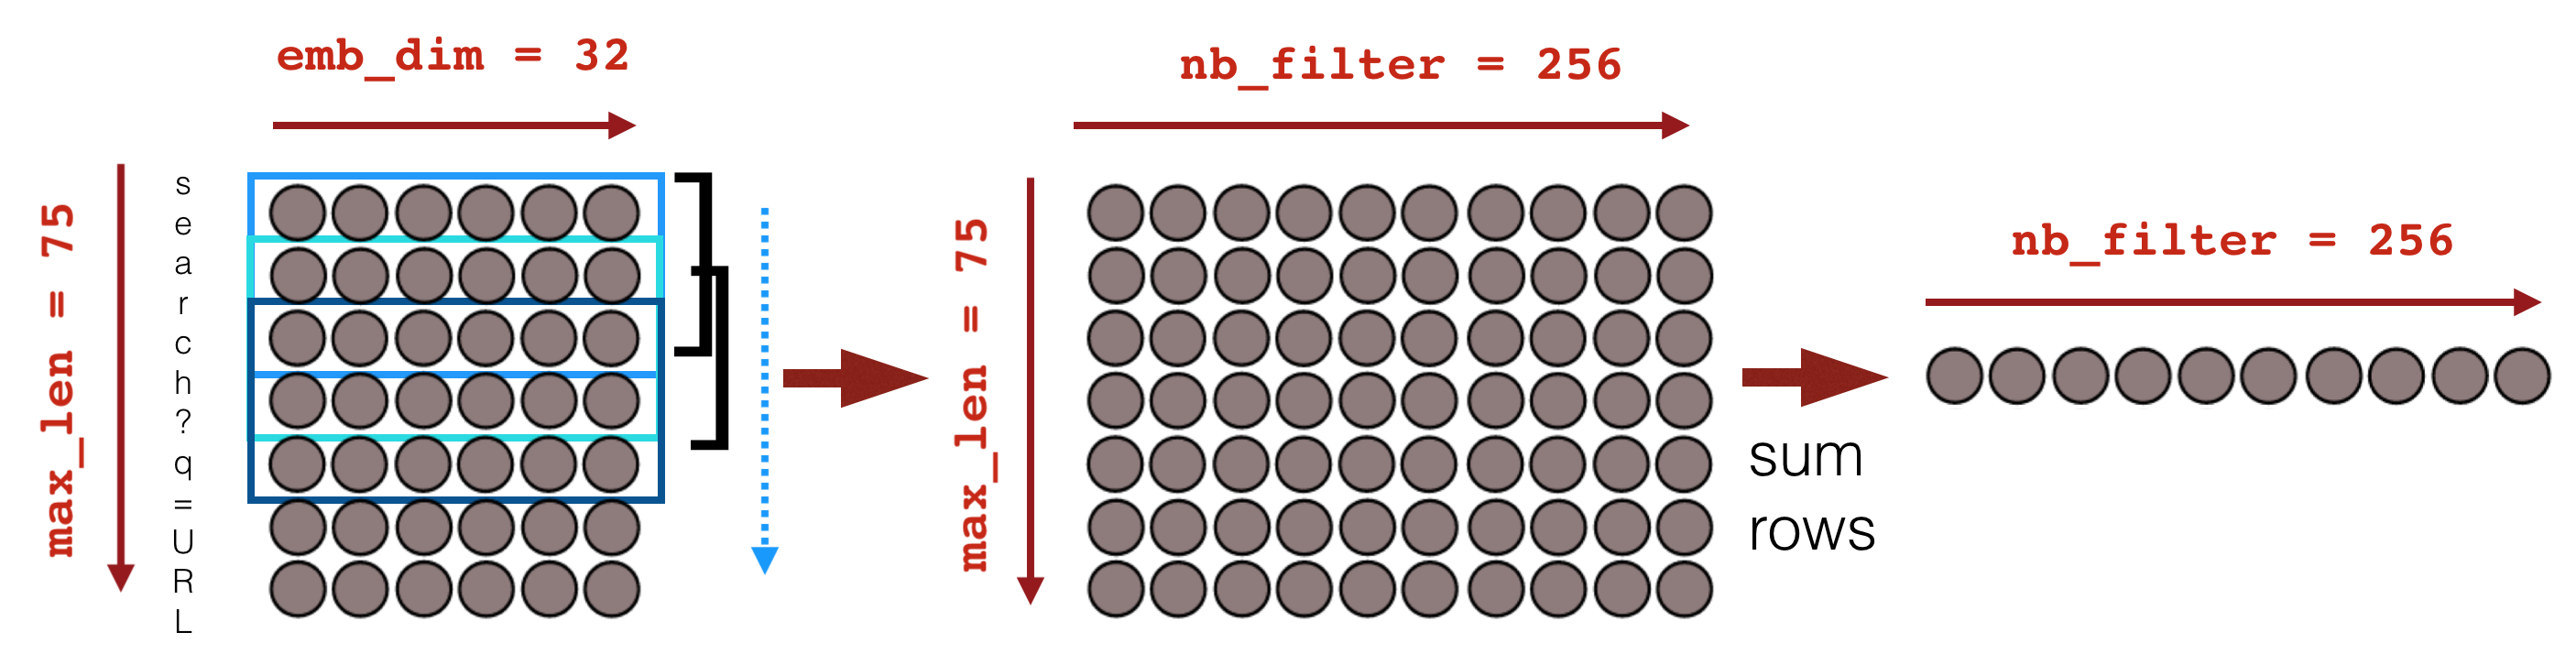 emb_dim = 32
nb_filter = 256
max_len = 75
s
e
a
r
c
h
?
q
=
U
R
L
max_len = 75
nb_filter = 256
sum
rows